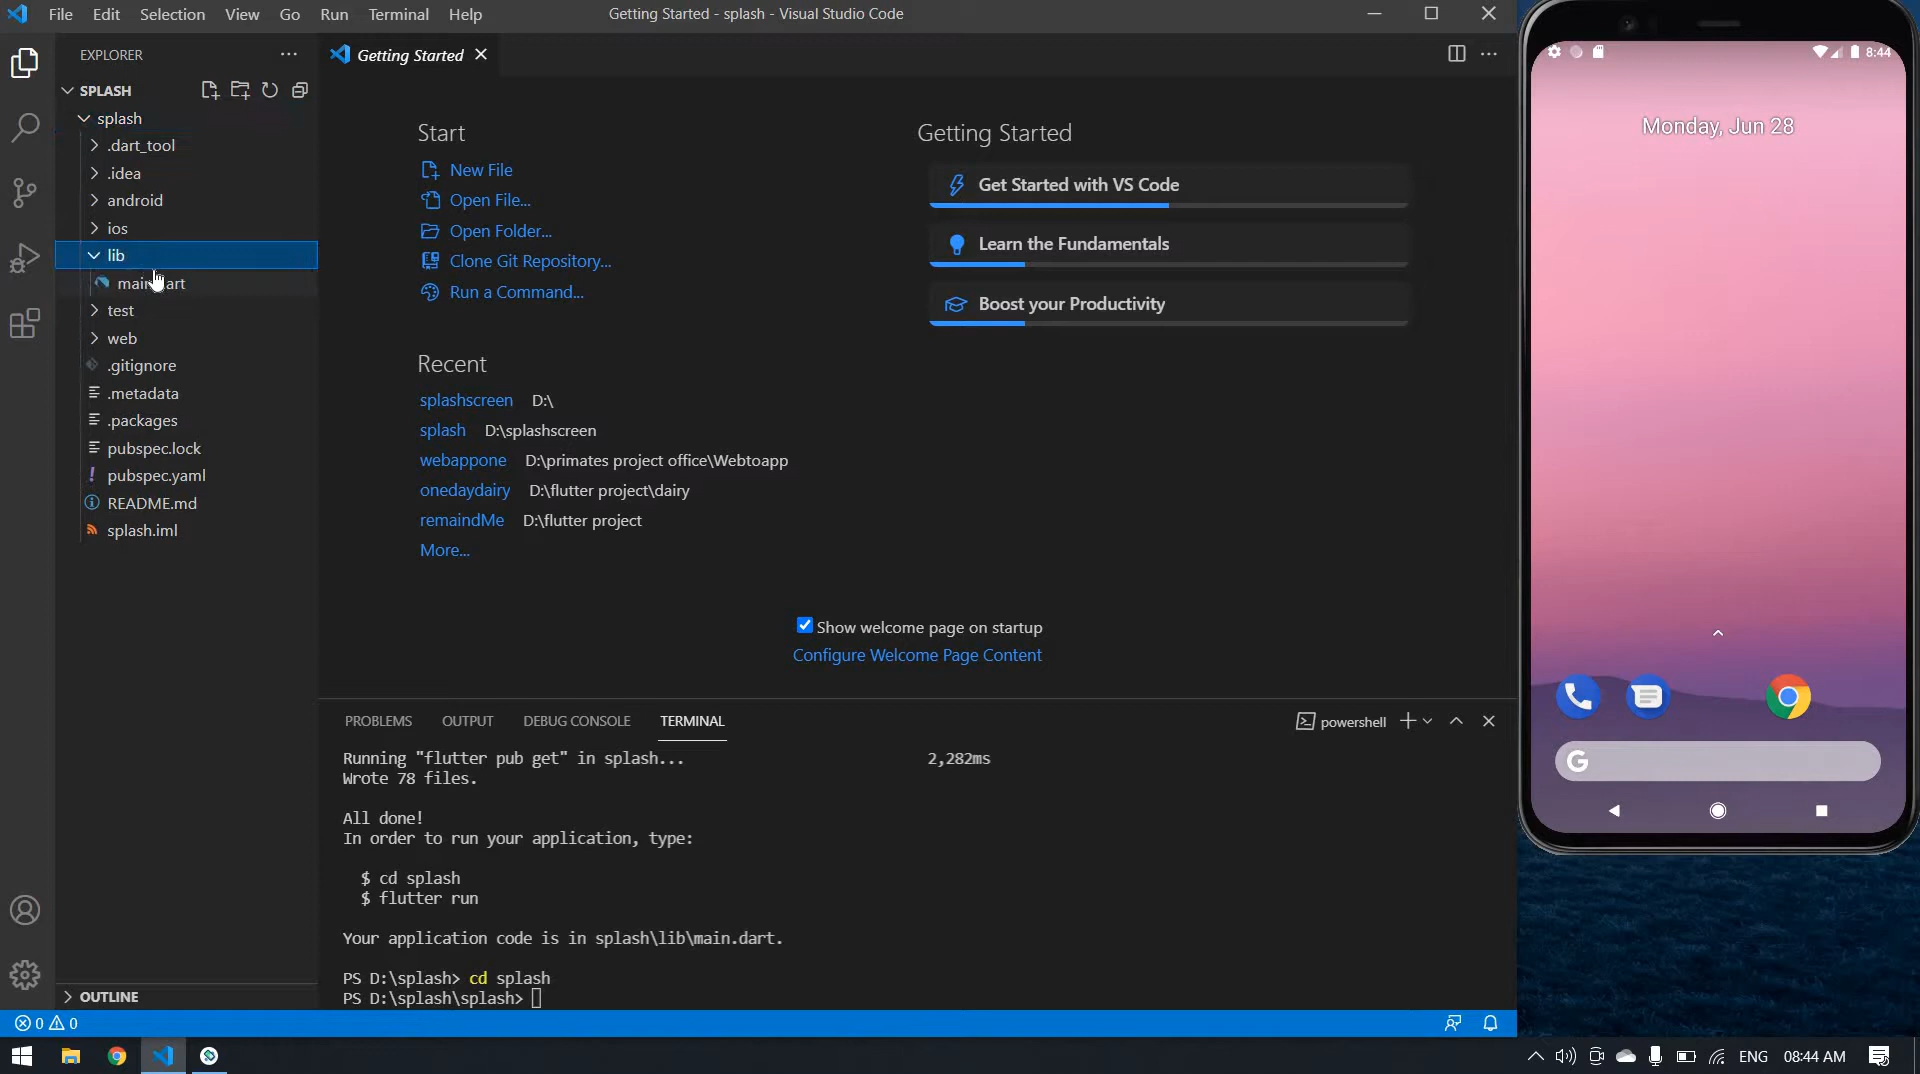 File Edit Selection View Go Run Terminal Help
Getting Started - splash - Visual Studio Code
EXPLORER
SPLASH
splash
.dart_tool
.idea
android
ios
lib
test
web
.gitignore
.metadata
.packages
pubspec.lock
pubspec.yaml
README.md
splash.iml
OUTLINE
Getting Started
Start
New File
Open File...
Open Folder...
Clone Git Repository...
Run a Command...
Recent
splashscreen D:\
splash D:\splashscreen
webappone D:\primates project office\Webtoapp
onedaydairy D:\flutter project\dairy
remaindMe D:\flutter project
More...
Getting Started
Get Started with VS Code
Learn the Fundamentals
Boost your Productivity
Show welcome page on startup
Configure Welcome Page Content
PROBLEMS OUTPUT DEBUG CONSOLE TERMINAL
powershell
Running "flutter pub get" in splash... 2,282ms
Wrote 78 files.
All done!
In order to run your application, type:
$ cd splash
$ flutter run
Your application code is in splash\lib\main.dart.
PS D:\splash> cd splash
PS D:\splash\splash>
0 0
8:44
Monday, Jun 28
G
ENG 08:44 AM